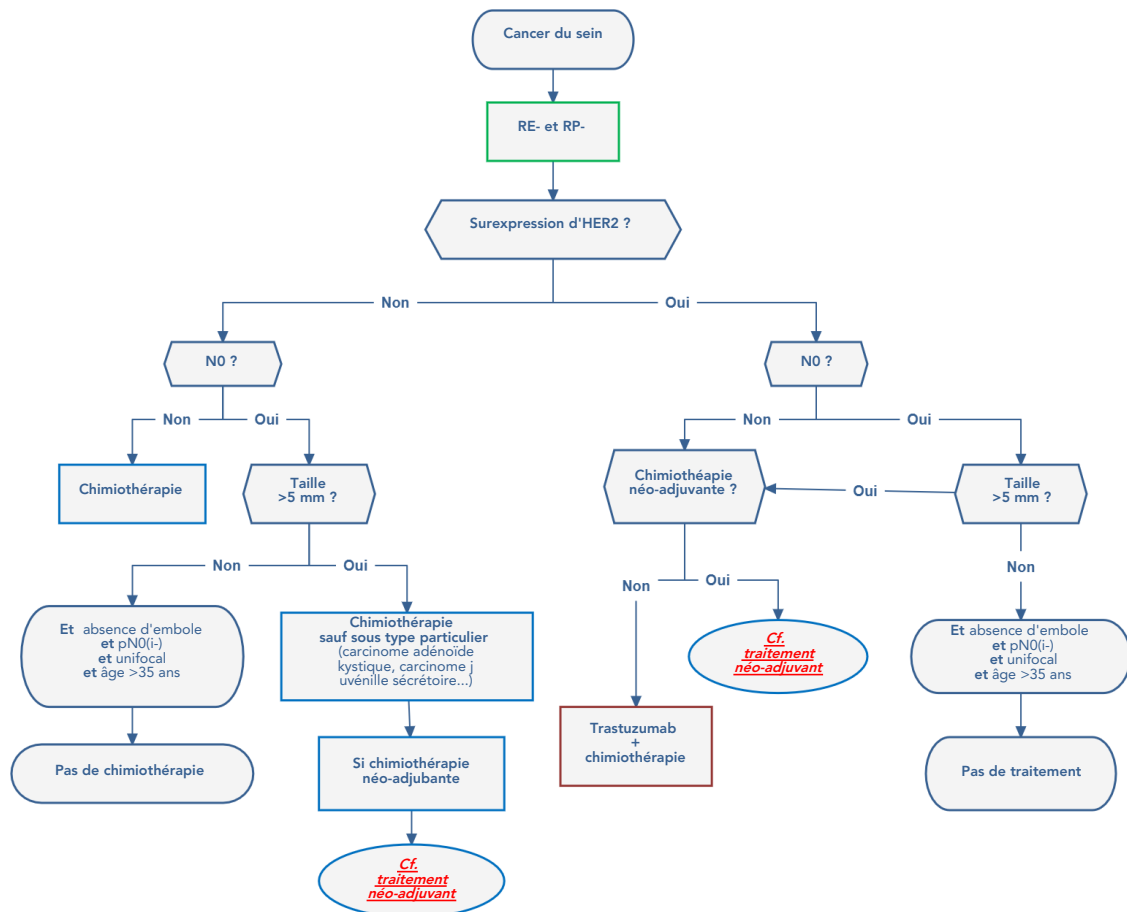 Cancer du sein
RE- et RP-
Surexpression d'HER2 ?
Non
Oui
N0 ?
N0 ?
Non
Oui
Non
Oui
Chimiothérapie
Taille
>5 mm ?
Chimiothéapie
néo-adjuvante ?
Oui
Taille
>5 mm ?
Non
Oui
Non
Oui
Non
Et absence d'embole
et pN0(i-)
et unifocal
et âge >35 ans
Chimiothérapie
sauf sous type particulier
(carcinome adénoïde
kystique, carcinome j
uvénille sécrétoire...)
Cf.
traitement
néo-adjuvant
Et absence d'embole
et pN0(i-)
et unifocal
et âge >35 ans
Trastuzumab
+
chimiothérapie
Pas de chimiothérapie
Si chimiothérapie
néo-adjubante
Pas de traitement
Cf.
traitement
néo-adjuvant